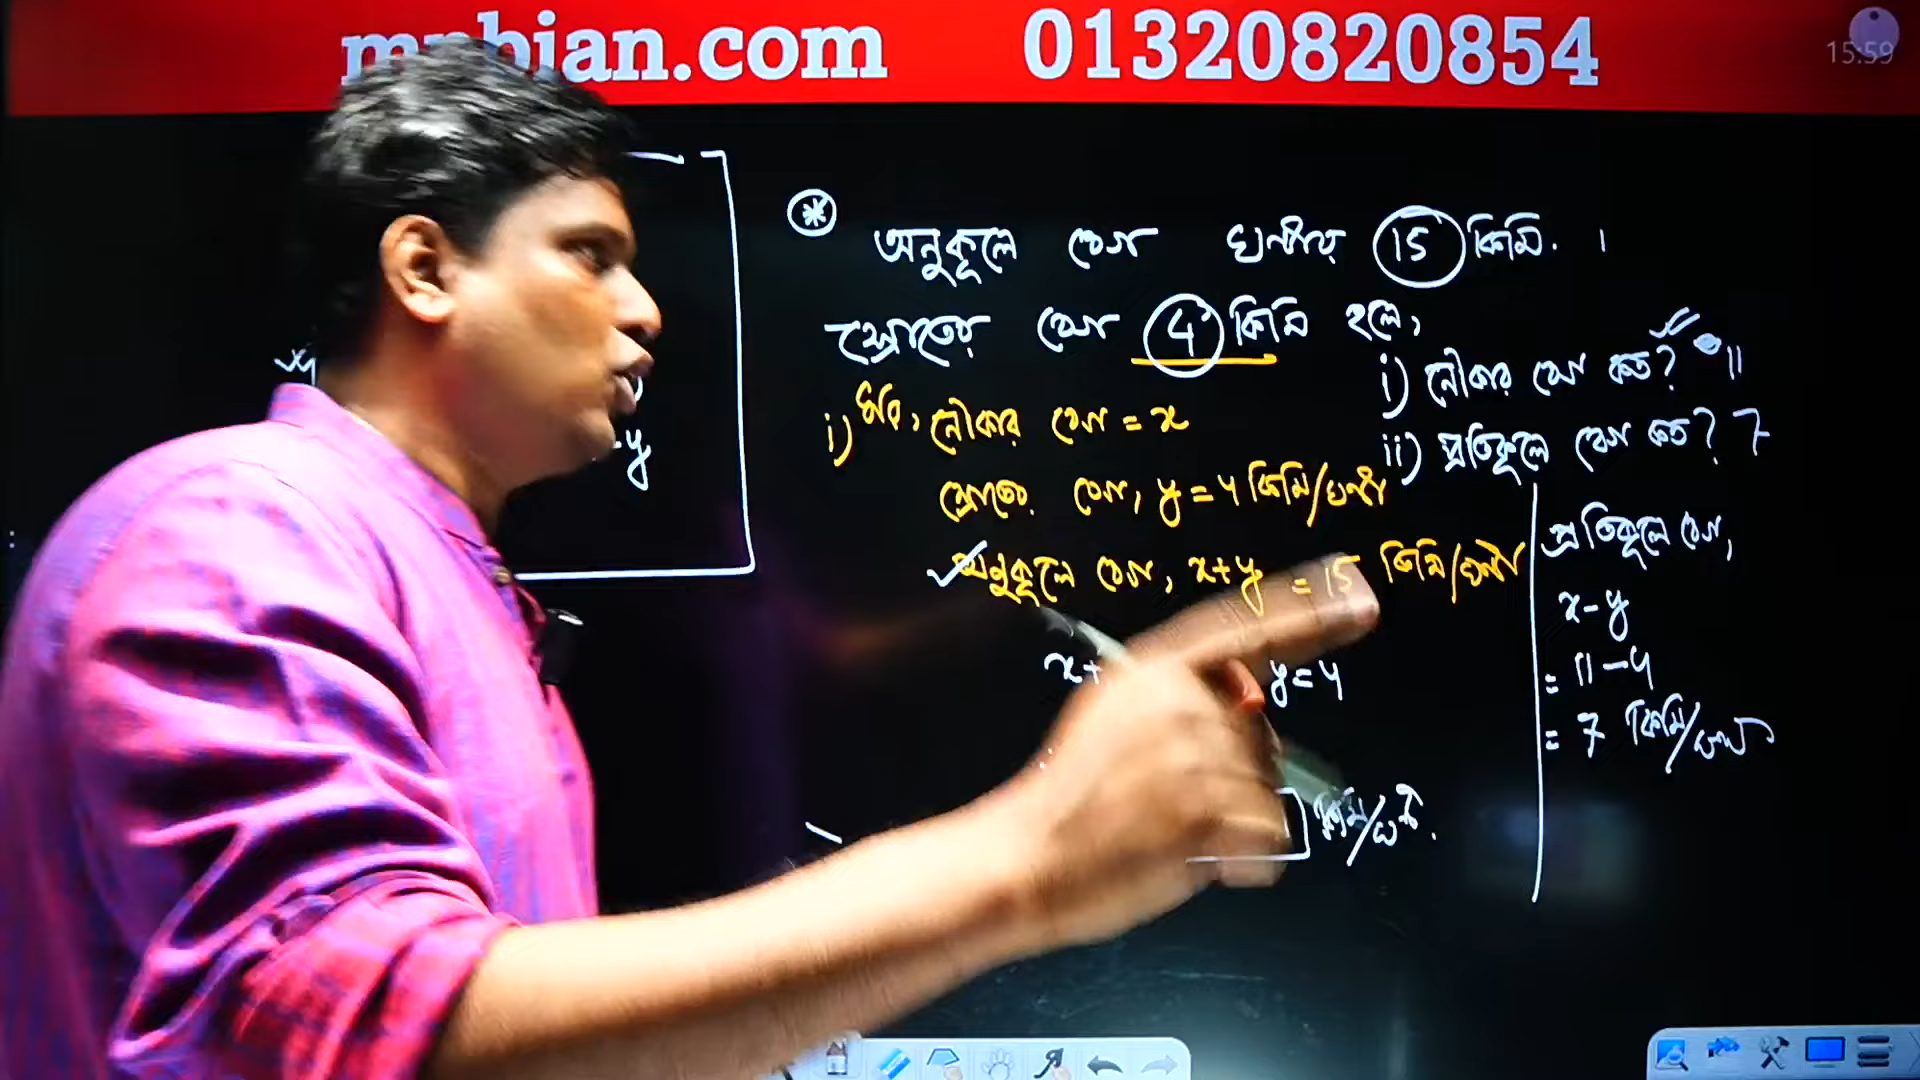 mnbian.com 01320820854
15:59
অনুকূলে বেগ ঘন্টায় 15 কিমি. ।
স্রোতের বেগ 4 কিমি হলে,
i) নৌকার বেগ কত? 11
ii) প্রতিকূলে বেগ কত? 7
i) ধরি, নৌকার বেগ = x
স্রোতের বেগ, y = 4 কিমি/ঘন্টা
অনুকূলে বেগ, x+y = 15 কিমি/ঘন্টা
x+
y = 4
কিমি/ঘন্টা.
প্রতিকূলে বেগ,
x - y
= 11 - 4
= 7 কিমি/ঘন্টা
y